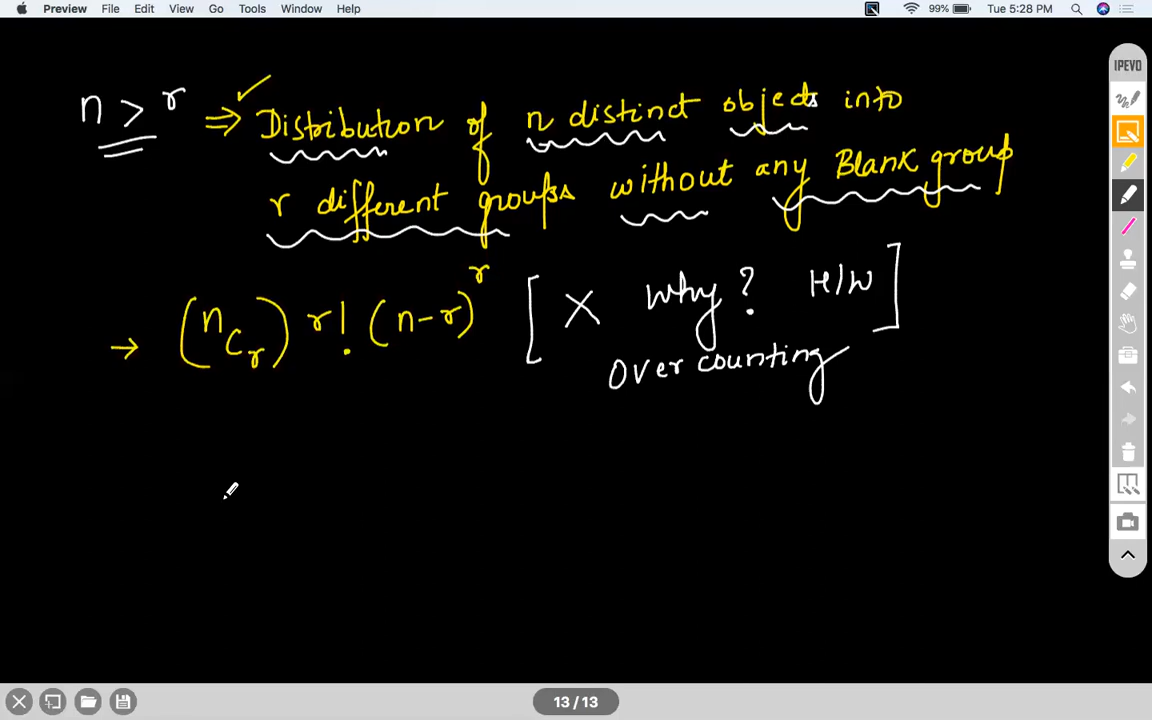 Preview File Edit View Go Tools Window Help 99% Tue 5:28 PM
IPEVO
n > r ⇒ Distribution of n distinct objects into
r different groups without any Blank group
→ (nCr) r! (n-r)^r [ X why? H/W ]
Over counting
13 / 13